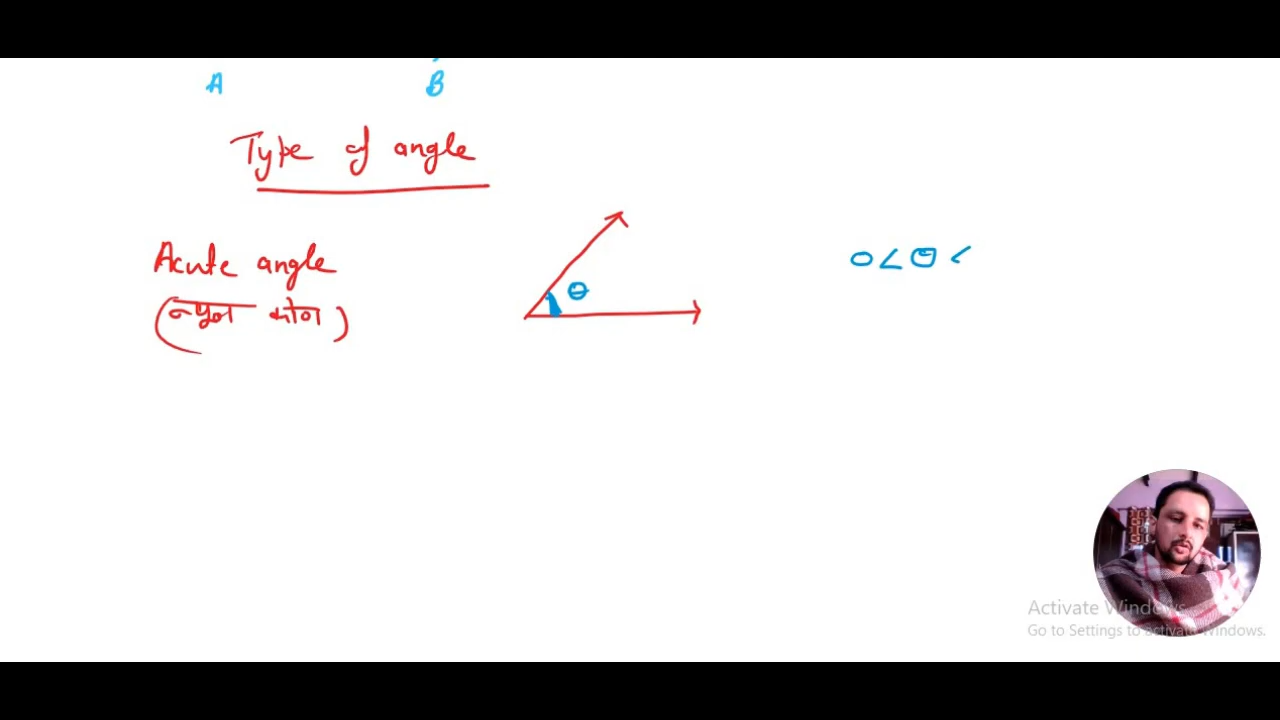 A B
Type of angle
Acute angle
0 < θ <
(न्यून कोण)
θ
Activate Windows
Go to Settings to activate Windows.